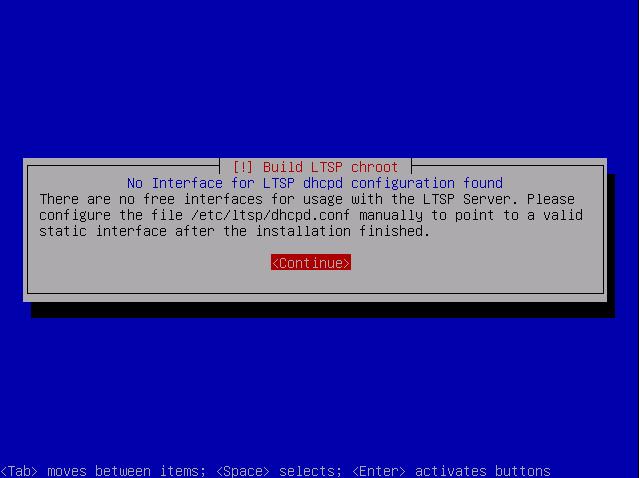 [!] Build LTSP chroot
No Interface for LTSP dhcpd configuration found
There are no free interfaces for usage with the LTSP Server. Please
configure the file /etc/ltsp/dhcpd.conf manually to point to a valid
static interface after the installation finished.
<Continue>
<Tab> moves between items; <Space> selects; <Enter> activates buttons